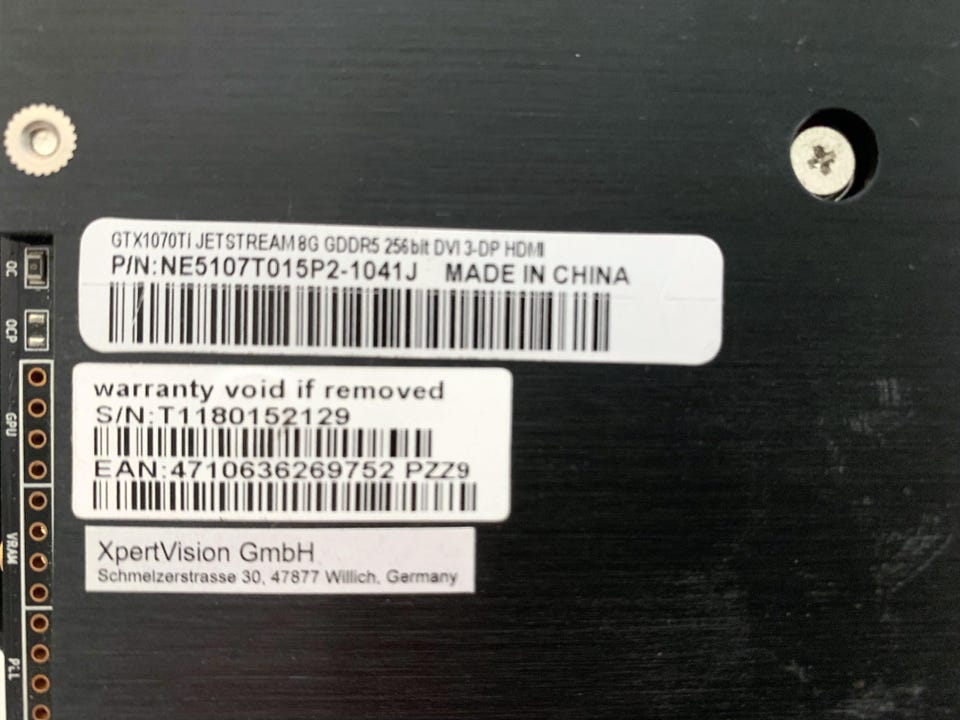 GTX1070Ti JETSTREAM 8G GDDR5 256bit DVI 3-DP HDMI
P/N:NE5107T015P2-1041J MADE IN CHINA
warranty void if removed
S/N:T1180152129
EAN:4710636269752 PZZ9
XpertVision GmbH
Schmelzerstrasse 30, 47877 Willich, Germany
OC
OCP
GPU
VRAM
PLL